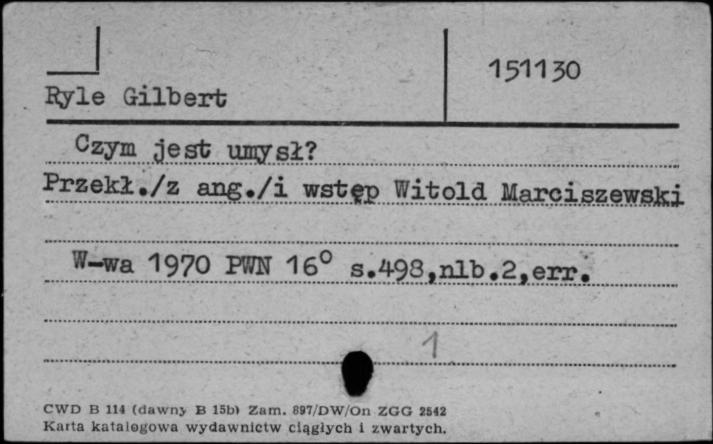 151130
Ryle Gilbert
Czym jest umysł?
Przekł./z ang./i wstęp Witold Marciszewski
W-wa 1970 PWN 16° s.498,nlb.2,err.
1
CWD B 114 (dawny B 15b) Zam. 897/DW/On ZGG 2542
Karta katalogowa wydawnictw ciągłych i zwartych.